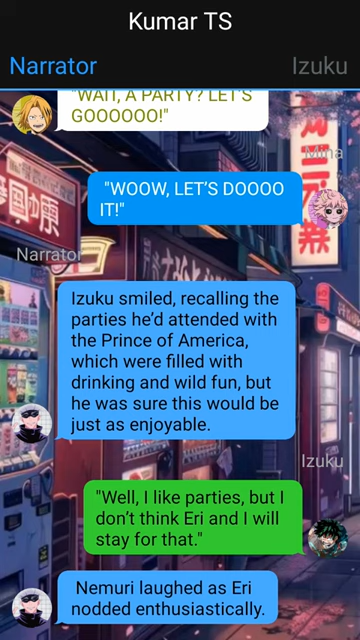 Kumar TS
Narrator
Izuku
"WAIT, A PARTY? LET'S
GOOOOOO!"
Mina
"WOOW, LET'S DOOOO
IT!"
Narrator
Izuku smiled, recalling the
parties he'd attended with
the Prince of America,
which were filled with
drinking and wild fun, but
he was sure this would be
just as enjoyable.
Izuku
"Well, I like parties, but I
don't think Eri and I will
stay for that."
Nemuri laughed as Eri
nodded enthusiastically.